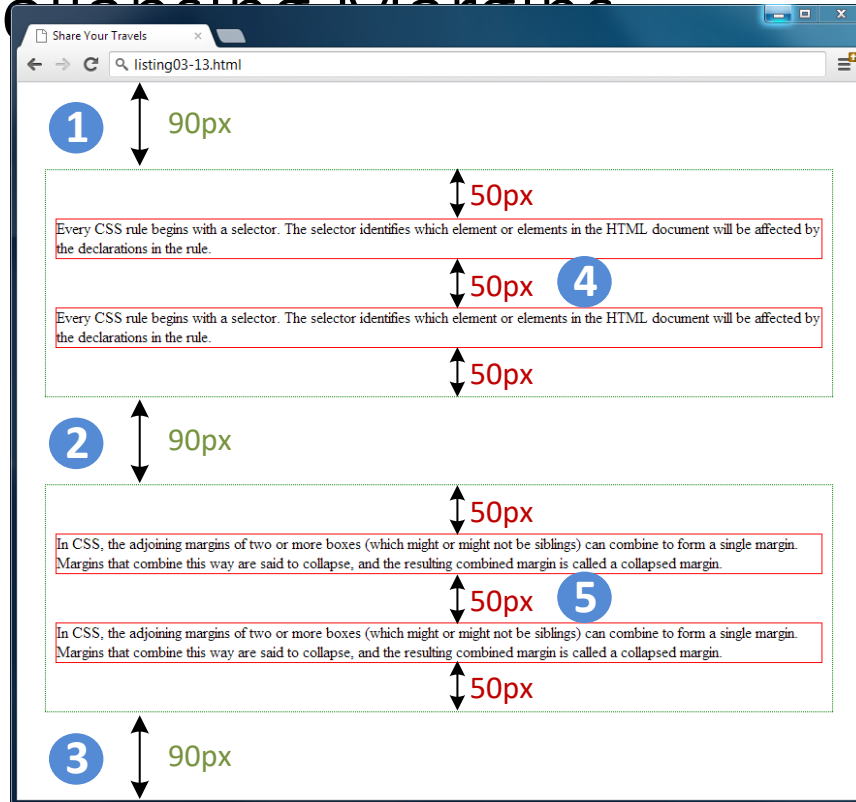 Collapsing Margins
Share Your Travels
listing03-13.html
1
90px
50px
Every CSS rule begins with a selector. The selector identifies which element or elements in the HTML document will be affected by
the declarations in the rule.
50px
4
Every CSS rule begins with a selector. The selector identifies which element or elements in the HTML document will be affected by
the declarations in the rule.
50px
2
90px
50px
In CSS, the adjoining margins of two or more boxes (which might or might not be siblings) can combine to form a single margin.
Margins that combine this way are said to collapse, and the resulting combined margin is called a collapsed margin.
50px
5
In CSS, the adjoining margins of two or more boxes (which might or might not be siblings) can combine to form a single margin.
Margins that combine this way are said to collapse, and the resulting combined margin is called a collapsed margin.
50px
3
90px